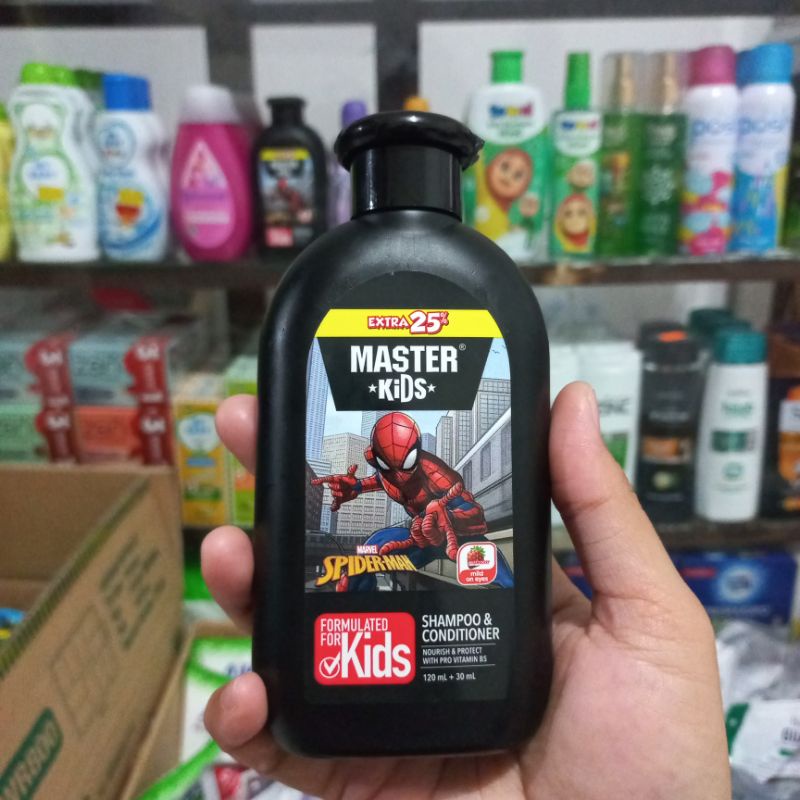 EXTRA 25%
MASTER®
KiDS
MARVEL
SPIDER-MAN
mild
on eyes
FORMULATED
FOR
Kids
SHAMPOO &
CONDITIONER
NOURISH & PROTECT
WITH PRO VITAMIN B5
120 mL + 30 mL